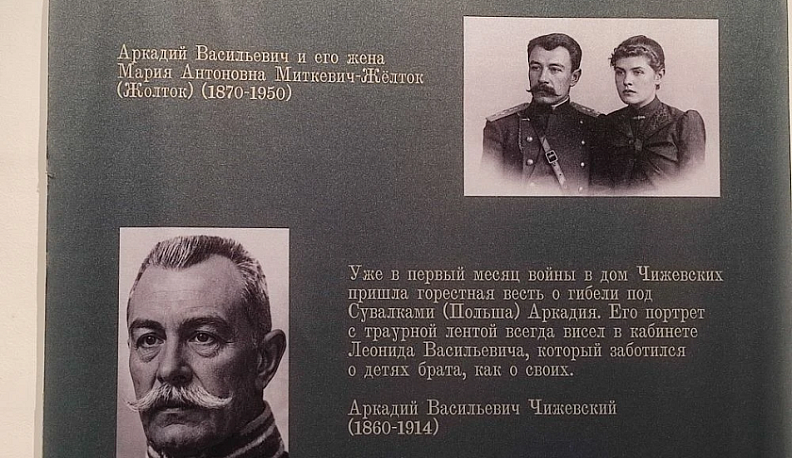 Аркадий Васильевич и его жена
Мария Антоновна Миткевич-Жёлток
(Жолток) (1870-1950)
Уже в первый месяц войны в дом Чижевских
пришла горестная весть о гибели под
Сувалками (Польша) Аркадия. Его портрет
с траурной лентой всегда висел в кабинете
Леонида Васильевича, который заботился
о детях брата, как о своих.
Аркадий Васильевич Чижевский
(1860-1914)